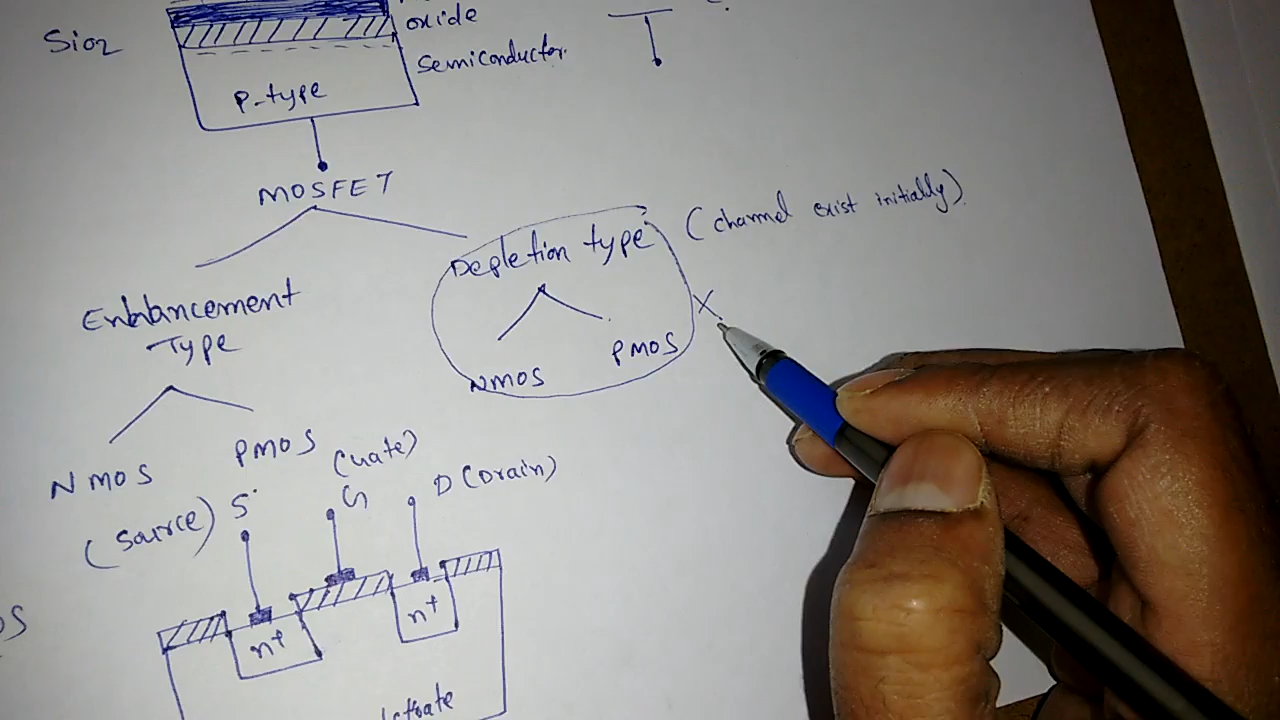 oxide
Sio2
semiconductor.
P-type
MOSFET
Depletion type (channel exist initially)
Enhancement
Type
NMOS PMOS
NMOS PMOS
(source) S (Gate) G D (Drain)
n+ n+